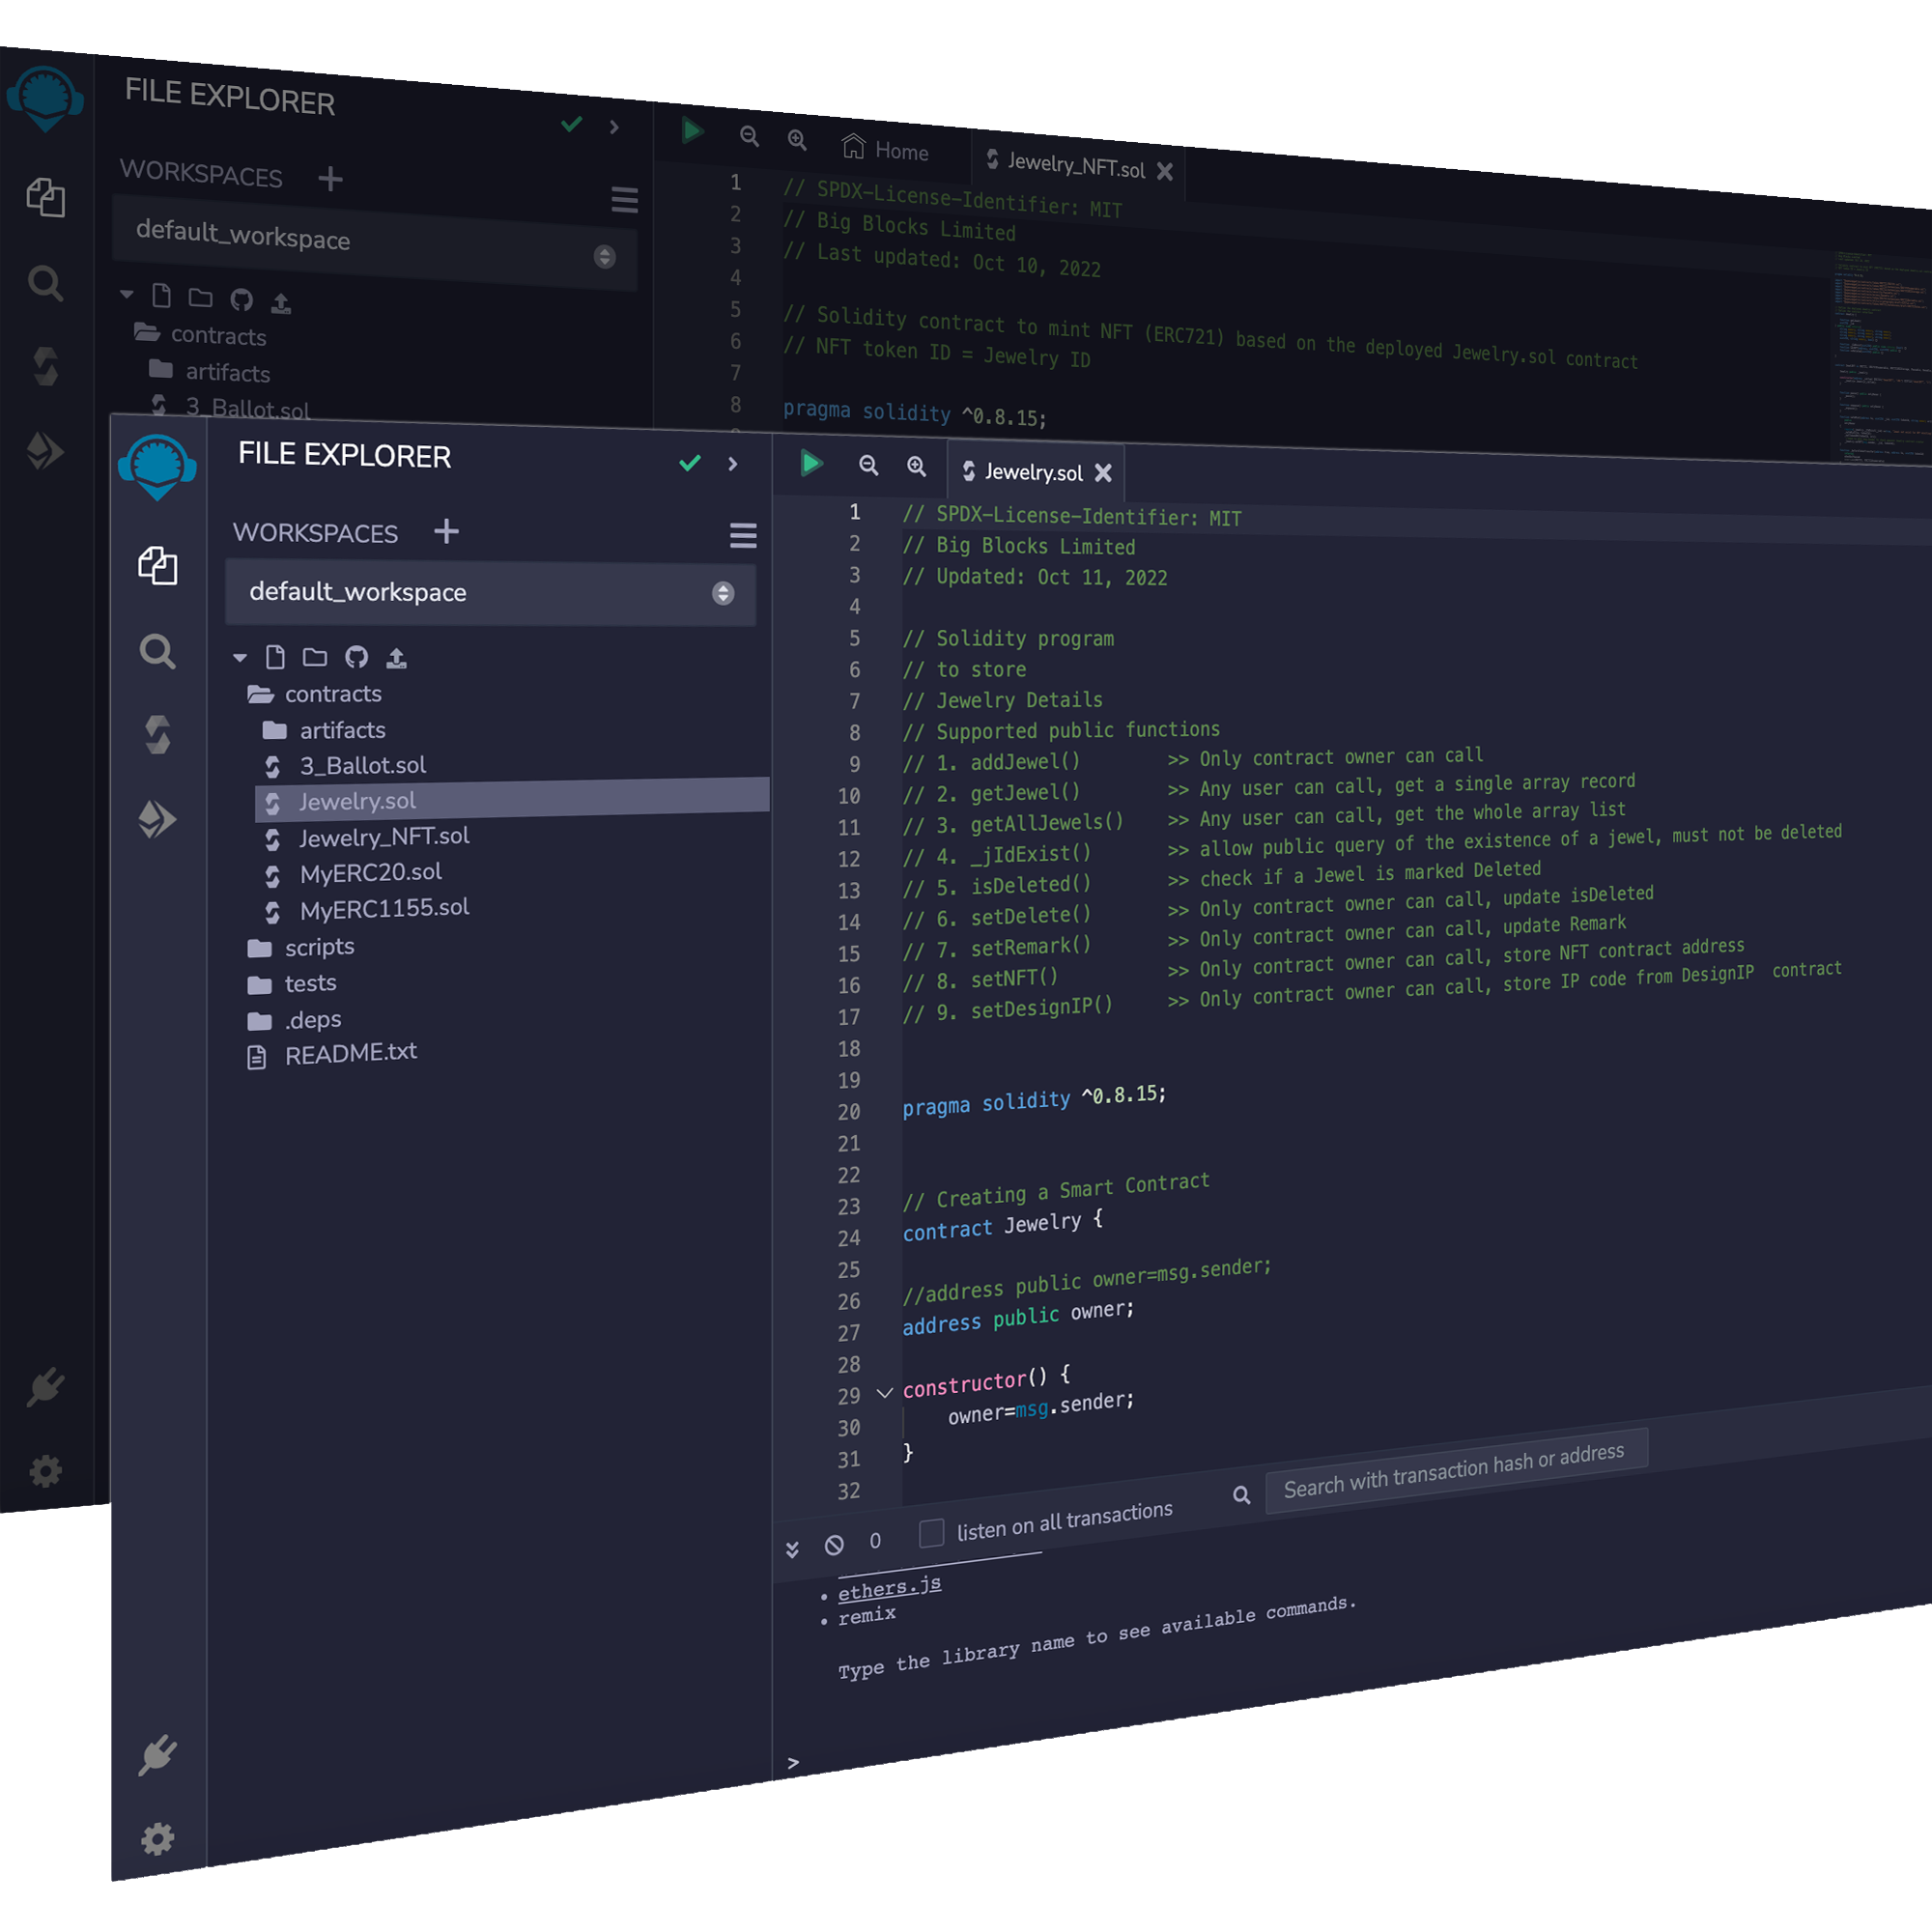 FILE EXPLORER
WORKSPACES
default_workspace
contracts
artifacts
3_Ballot.sol
Home
Jewelry_NFT.sol
1 // SPDX-License-Identifier: MIT
2 // Big Blocks Limited
3 // Last updated: Oct 10, 2022
4
5 // Solidity contract to mint NFT (ERC721) based on the deployed Jewelry.sol contract
6 // NFT token ID = Jewelry ID
7
8 pragma solidity ^0.8.15;
FILE EXPLORER
WORKSPACES
default_workspace
contracts
artifacts
3_Ballot.sol
Jewelry.sol
Jewelry_NFT.sol
MyERC20.sol
MyERC1155.sol
scripts
tests
.deps
README.txt
Jewelry.sol
1 // SPDX-License-Identifier: MIT
2 // Big Blocks Limited
3 // Updated: Oct 11, 2022
4
5 // Solidity program
6 // to store
7 // Jewelry Details
8 // Supported public functions
9 // 1. addJewel() >> Only contract owner can call
10 // 2. getJewel() >> Any user can call, get a single array record
11 // 3. getAllJewels() >> Any user can call, get the whole array list
12 // 4. _jIdExist() >> allow public query of the existence of a jewel, must not be deleted
13 // 5. isDeleted() >> check if a Jewel is marked Deleted
14 // 6. setDelete() >> Only contract owner can call, update isDeleted
15 // 7. setRemark() >> Only contract owner can call, update Remark
16 // 8. setNFT() >> Only contract owner can call, store NFT contract address
17 // 9. setDesignIP() >> Only contract owner can call, store IP code from DesignIP contract
18
19
20 pragma solidity ^0.8.15;
21
22
23 // Creating a Smart Contract
24 contract Jewelry {
25
26 //address public owner=msg.sender;
27 address public owner;
28
29 constructor() {
30 owner=msg.sender;
31 }
32
0 listen on all transactions
Search with transaction hash or address
• ethers.js
• remix
Type the library name to see available commands.
>